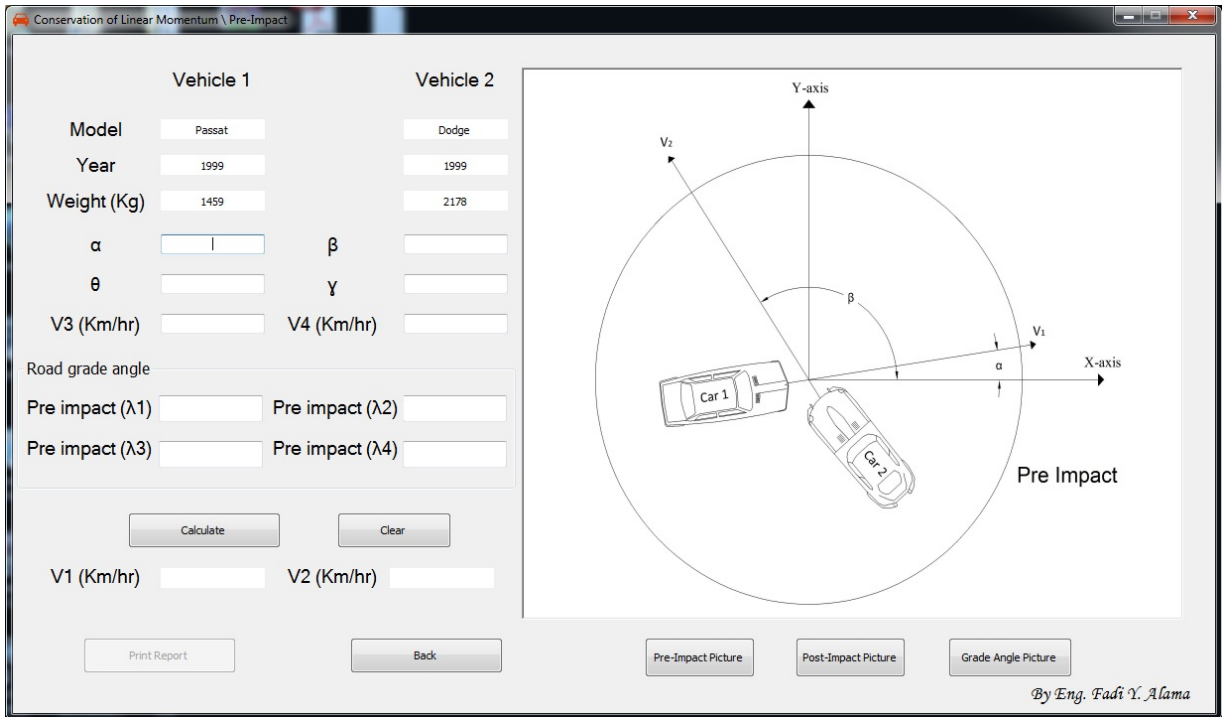 Conservation of Linear Momentum \ Pre-Impact
Vehicle 1 Vehicle 2
Model Passat Dodge
Year 1999 1999
Weight (Kg) 1459 2178
α β
θ Ɣ
V3 (Km/hr) V4 (Km/hr)
Road grade angle
Pre impact (λ1) Pre impact (λ2)
Pre impact (λ3) Pre impact (λ4)
Calculate Clear
V1 (Km/hr) V2 (Km/hr)
Print Report Back
Y-axis
V2
β
V1
α
X-axis
Car 1
Car 2
Pre Impact
Pre-Impact Picture Post-Impact Picture Grade Angle Picture
By Eng. Fadi Y. Alama